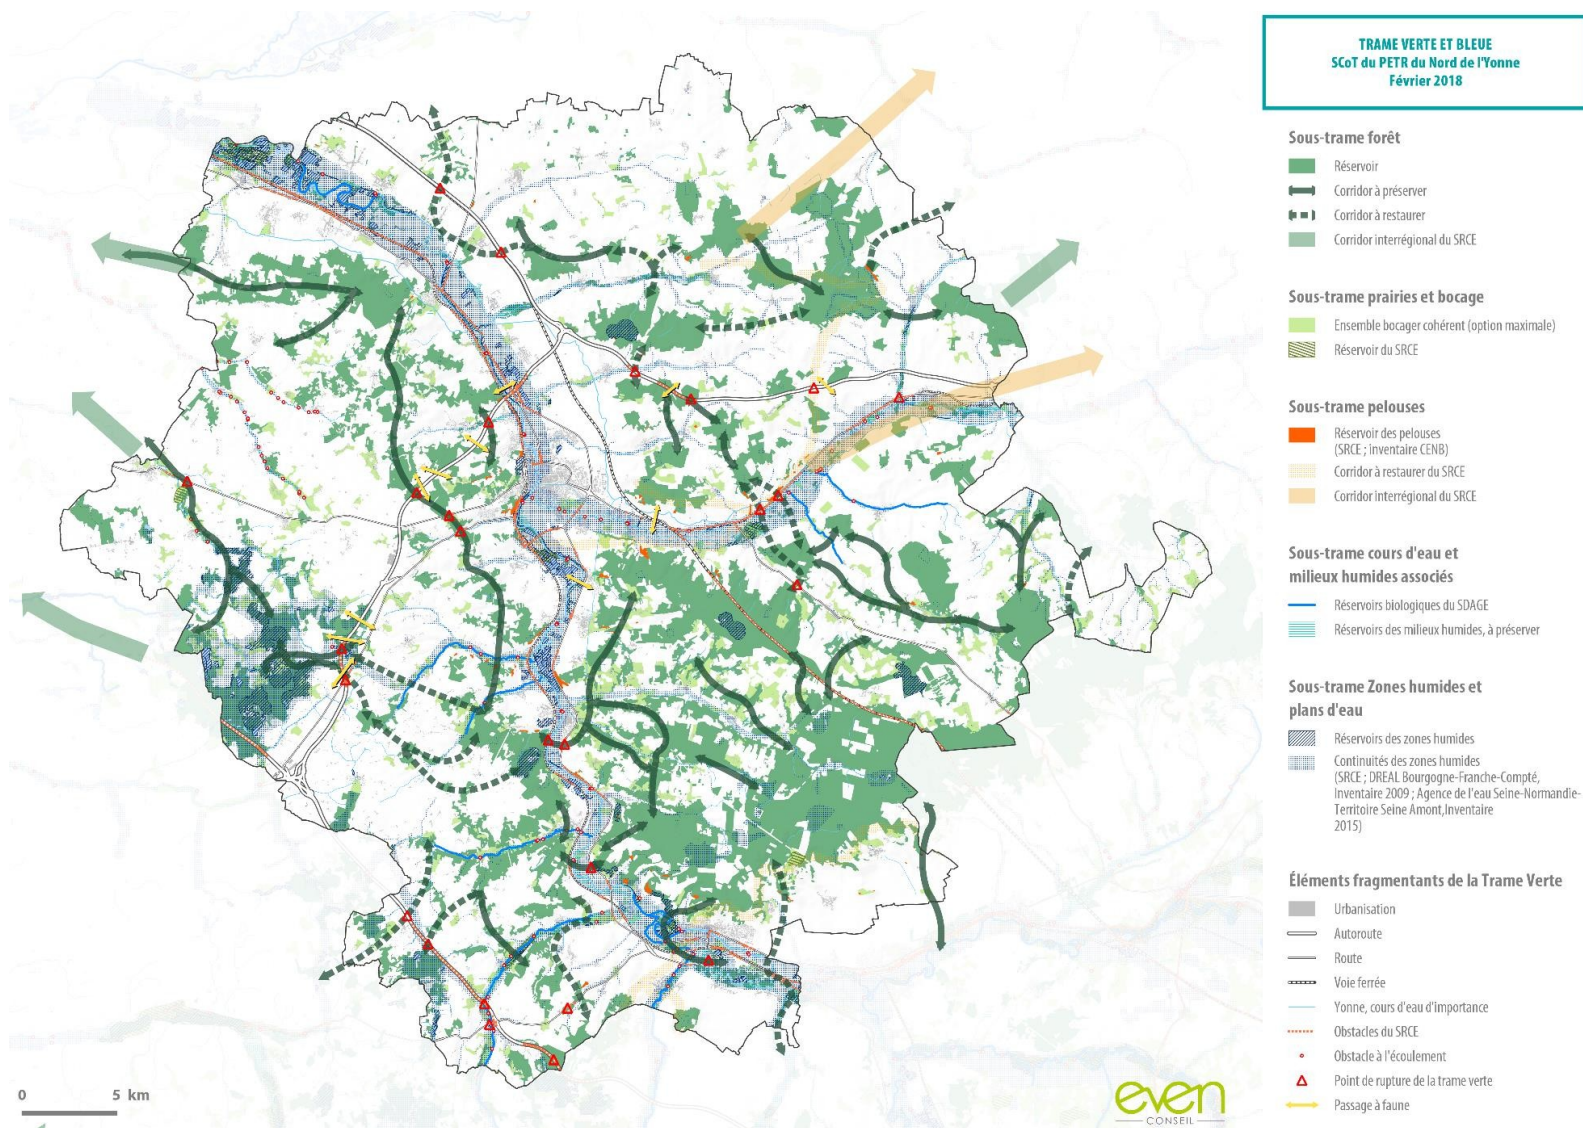 TRAME VERTE ET BLEUE
SCoT du PETR du Nord de l'Yonne
Février 2018
Sous-trame forêt
Réservoir
Corridor à préserver
Corridor à restaurer
Corridor interrégional du SRCE
Sous-trame prairies et bocage
Ensemble bocager cohérent (option maximale)
Réservoir du SRCE
Sous-trame pelouses
Réservoir des pelouses
(SRCE ; inventaire CENB)
Corridor à restaurer du SRCE
Corridor interrégional du SRCE
Sous-trame cours d'eau et
milieux humides associés
Réservoirs biologiques du SDAGE
Réservoirs des milieux humides, à préserver
Sous-trame Zones humides et
plans d'eau
Réservoirs des zones humides
Continuités des zones humides
(SRCE ; DREAL Bourgogne-Franche-Compté,
Inventaire 2009 ; Agence de l'eau Seine-Normandie-
Territoire Seine Amont,Inventaire
2015)
Éléments fragmentants de la Trame Verte
Urbanisation
Autoroute
Route
Voie ferrée
Yonne, cours d'eau d'importance
Obstacles du SRCE
Obstacle à l'écoulement
Point de rupture de la trame verte
Passage à faune
0 5 km
even
CONSEIL